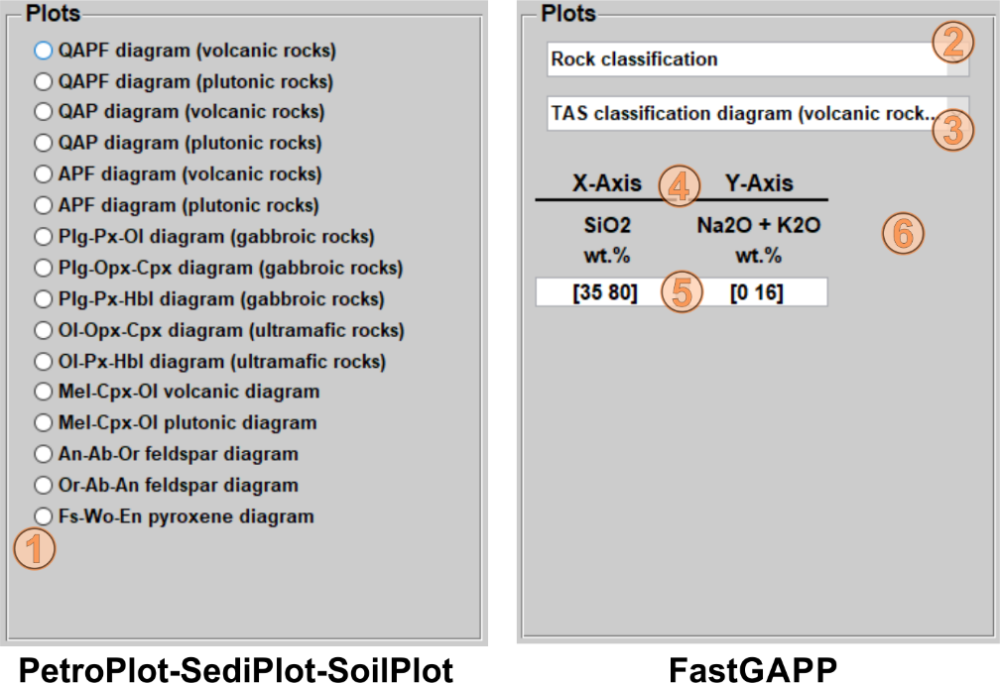 Plots
QAPF diagram (volcanic rocks)
QAPF diagram (plutonic rocks)
QAP diagram (volcanic rocks)
QAP diagram (plutonic rocks)
APF diagram (volcanic rocks)
APF diagram (plutonic rocks)
Plg-Px-Ol diagram (gabbroic rocks)
Plg-Opx-Cpx diagram (gabbroic rocks)
Plg-Px-Hbl diagram (gabbroic rocks)
Ol-Opx-Cpx diagram (ultramafic rocks)
Ol-Px-Hbl diagram (ultramafic rocks)
Mel-Cpx-Ol volcanic diagram
Mel-Cpx-Ol plutonic diagram
An-Ab-Or feldspar diagram
Or-Ab-An feldspar diagram
Fs-Wo-En pyroxene diagram
1
PetroPlot-SediPlot-SoilPlot
Plots
2
Rock classification
TAS classification diagram (volcanic rock...
3
X-Axis 4 Y-Axis
SiO2 Na2O + K2O 6
wt.% wt.%
[35 80] 5 [0 16]
FastGAPP